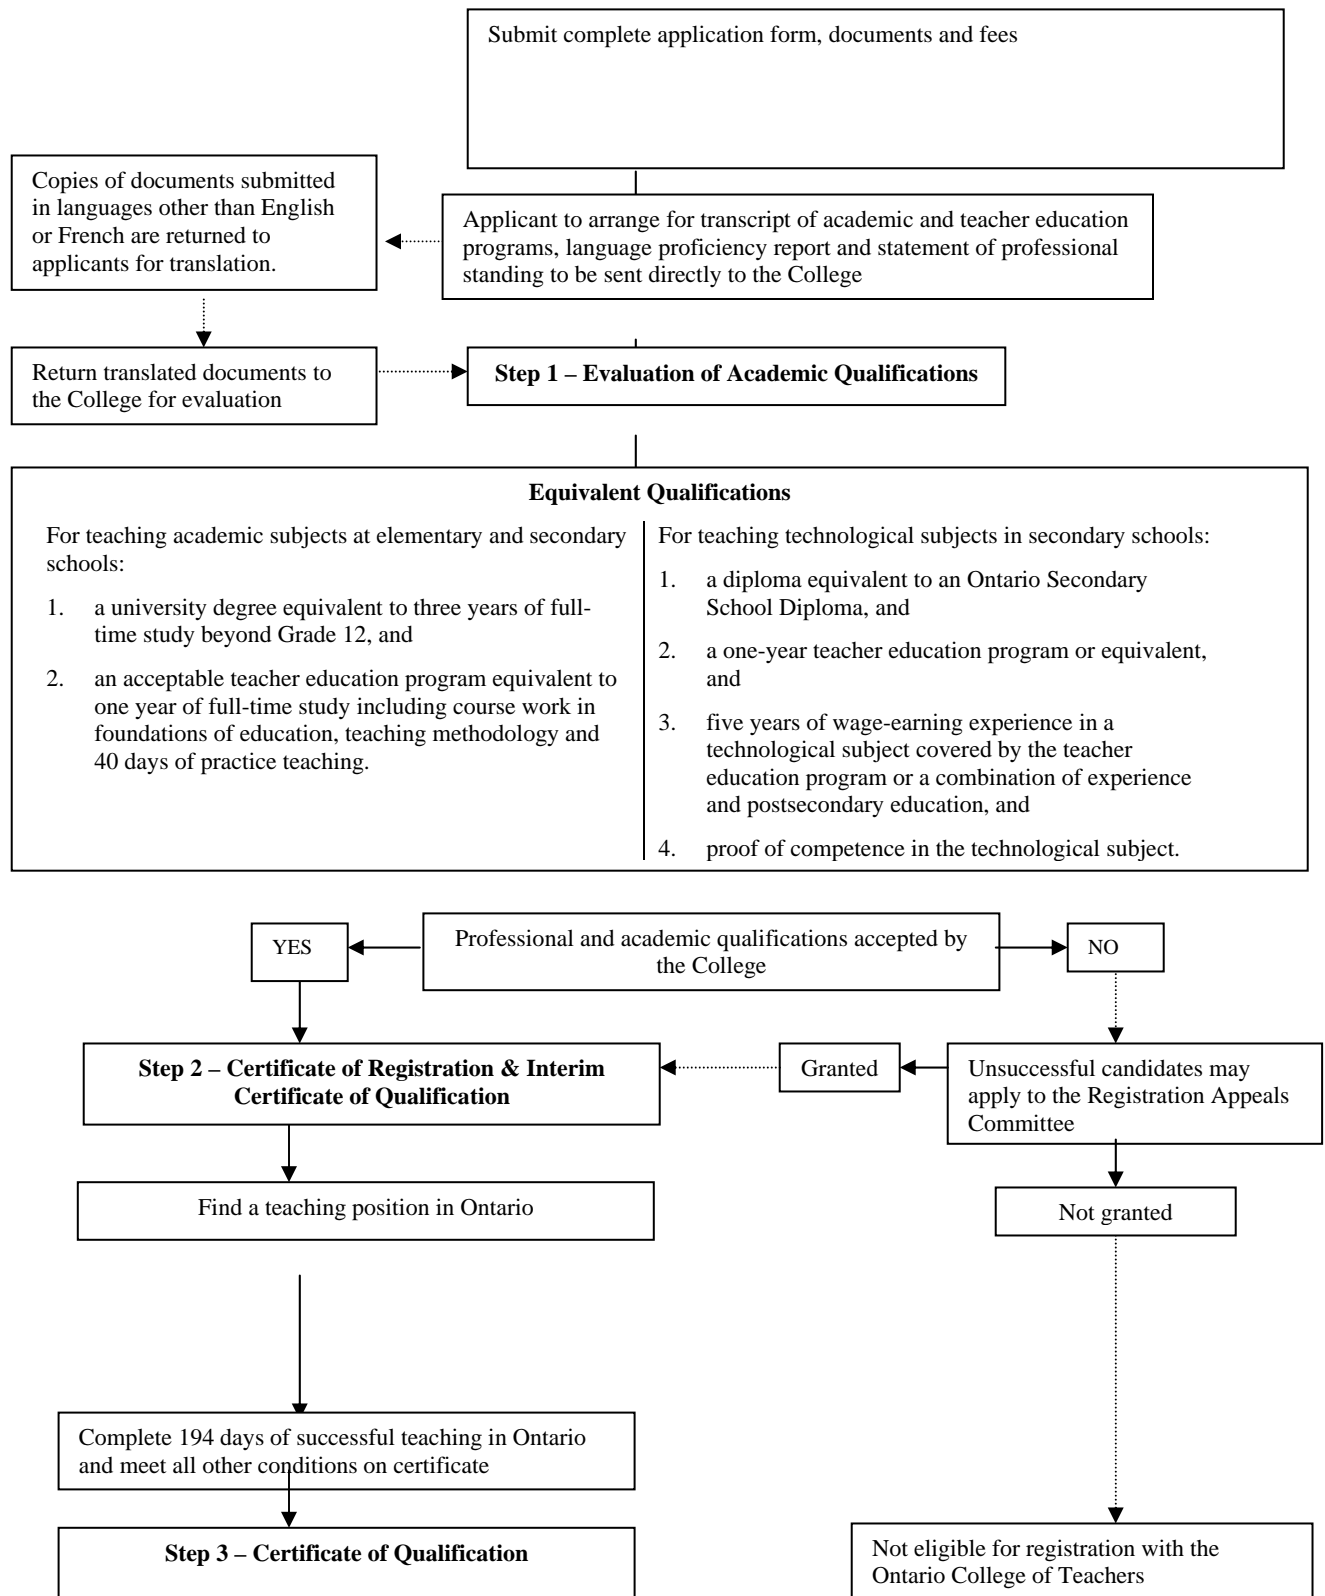 Submit complete application form, documents and fees
Copies of documents submitted
in languages other than English
or French are returned to
applicants for translation.
Applicant to arrange for transcript of academic and teacher education
programs, language proficiency report and statement of professional
standing to be sent directly to the College
Return translated documents to
the College for evaluation
Step 1 – Evaluation of Academic Qualifications
Equivalent Qualifications
For teaching academic subjects at elementary and secondary
schools:
1. a university degree equivalent to three years of full-
time study beyond Grade 12, and
2. an acceptable teacher education program equivalent to
one year of full-time study including course work in
foundations of education, teaching methodology and
40 days of practice teaching.
For teaching technological subjects in secondary schools:
1. a diploma equivalent to an Ontario Secondary
School Diploma, and
2. a one-year teacher education program or equivalent,
and
3. five years of wage-earning experience in a
technological subject covered by the teacher
education program or a combination of experience
and postsecondary education, and
4. proof of competence in the technological subject.
YES
Professional and academic qualifications accepted by
the College
NO
Step 2 – Certificate of Registration & Interim
Certificate of Qualification
Granted
Unsuccessful candidates may
apply to the Registration Appeals
Committee
Find a teaching position in Ontario
Not granted
Complete 194 days of successful teaching in Ontario
and meet all other conditions on certificate
Step 3 – Certificate of Qualification
Not eligible for registration with the
Ontario College of Teachers